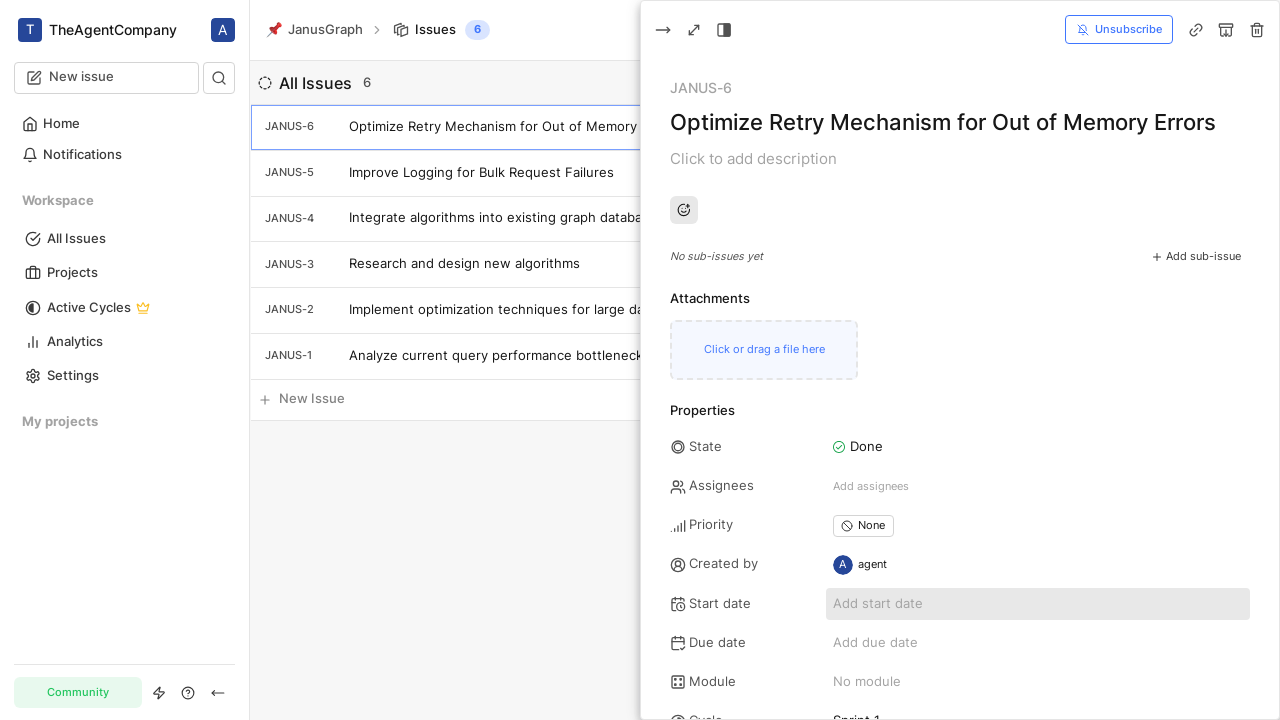 T TheAgentCompany A
New issue
Home
Notifications
Workspace
All Issues
Projects
Active Cycles
Analytics
Settings
My projects
Community
JanusGraph Issues 6
All Issues 6
JANUS-6 Optimize Retry Mechanism for Out of Memory
JANUS-5 Improve Logging for Bulk Request Failures
JANUS-4 Integrate algorithms into existing graph databa
JANUS-3 Research and design new algorithms
JANUS-2 Implement optimization techniques for large da
JANUS-1 Analyze current query performance bottleneck
New Issue
Unsubscribe
JANUS-6
Optimize Retry Mechanism for Out of Memory Errors
Click to add description
No sub-issues yet Add sub-issue
Attachments
Click or drag a file here
Properties
State Done
Assignees Add assignees
Priority None
Created by A agent
Start date Add start date
Due date Add due date
Module No module
Cycle Sprint 1